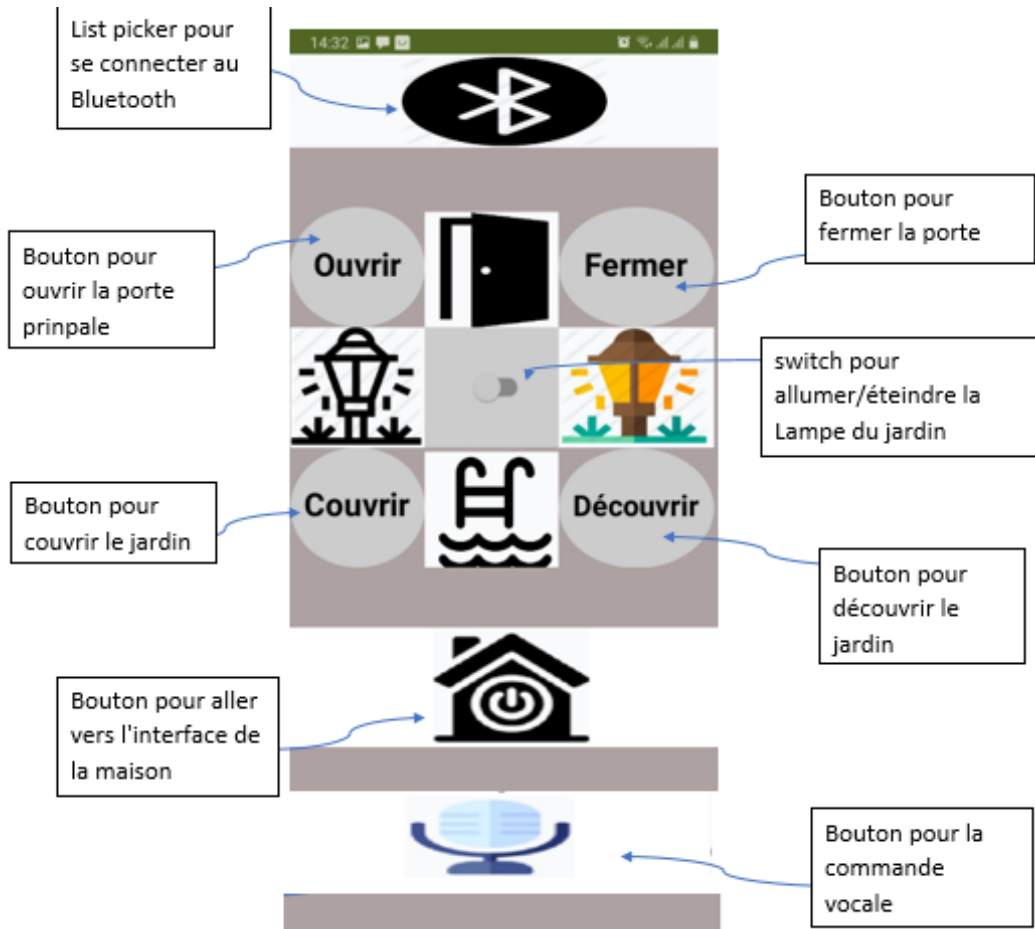 List picker pour
se connecter au
Bluetooth
14:32
Bouton pour
fermer la porte
Bouton pour
ouvrir la porte
prinpale
Ouvrir
Fermer
switch pour
allumer/éteindre la
Lampe du jardin
Bouton pour
couvrir le jardin
Couvrir
Découvrir
Bouton pour
découvrir le
jardin
Bouton pour aller
vers l'interface de
la maison
Bouton pour la
commande
vocale